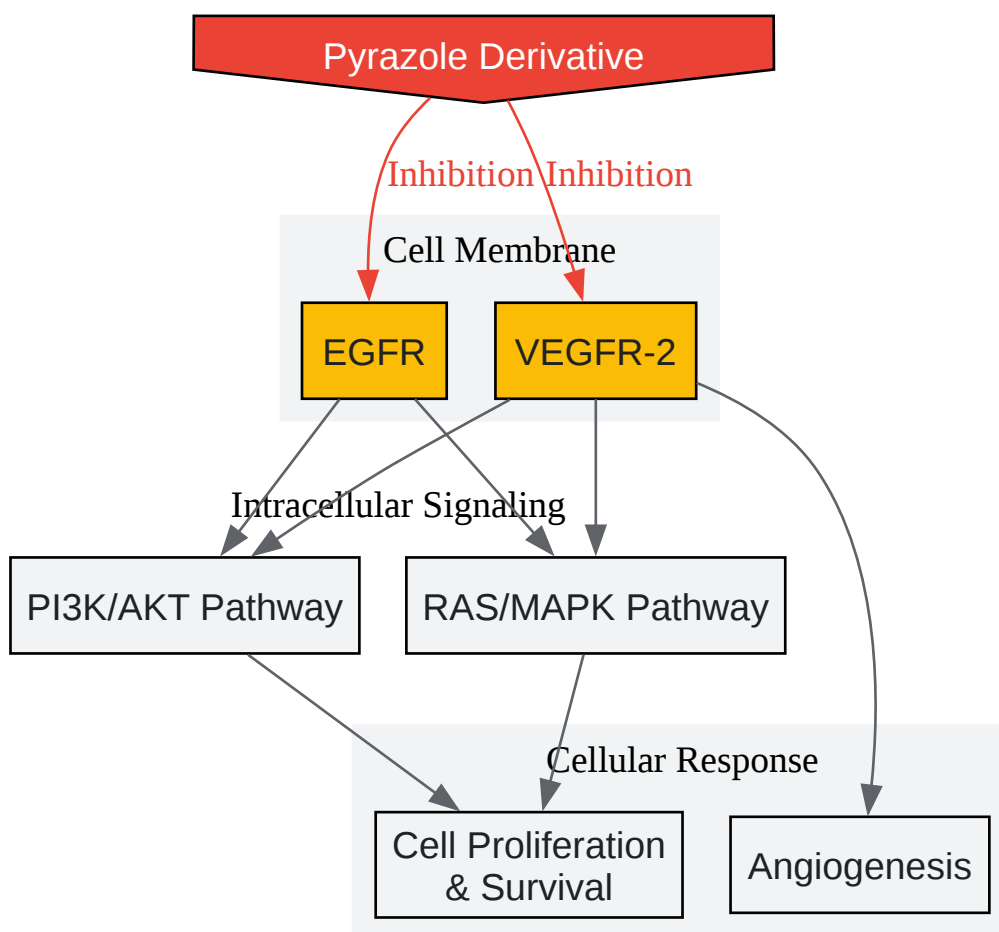 Pyrazole Derivative
Inhibition Inhibition
Cell Membrane
EGFR
VEGFR-2
Intracellular Signaling
PI3K/AKT Pathway
RAS/MAPK Pathway
Cellular Response
Cell Proliferation
& Survival
Angiogenesis